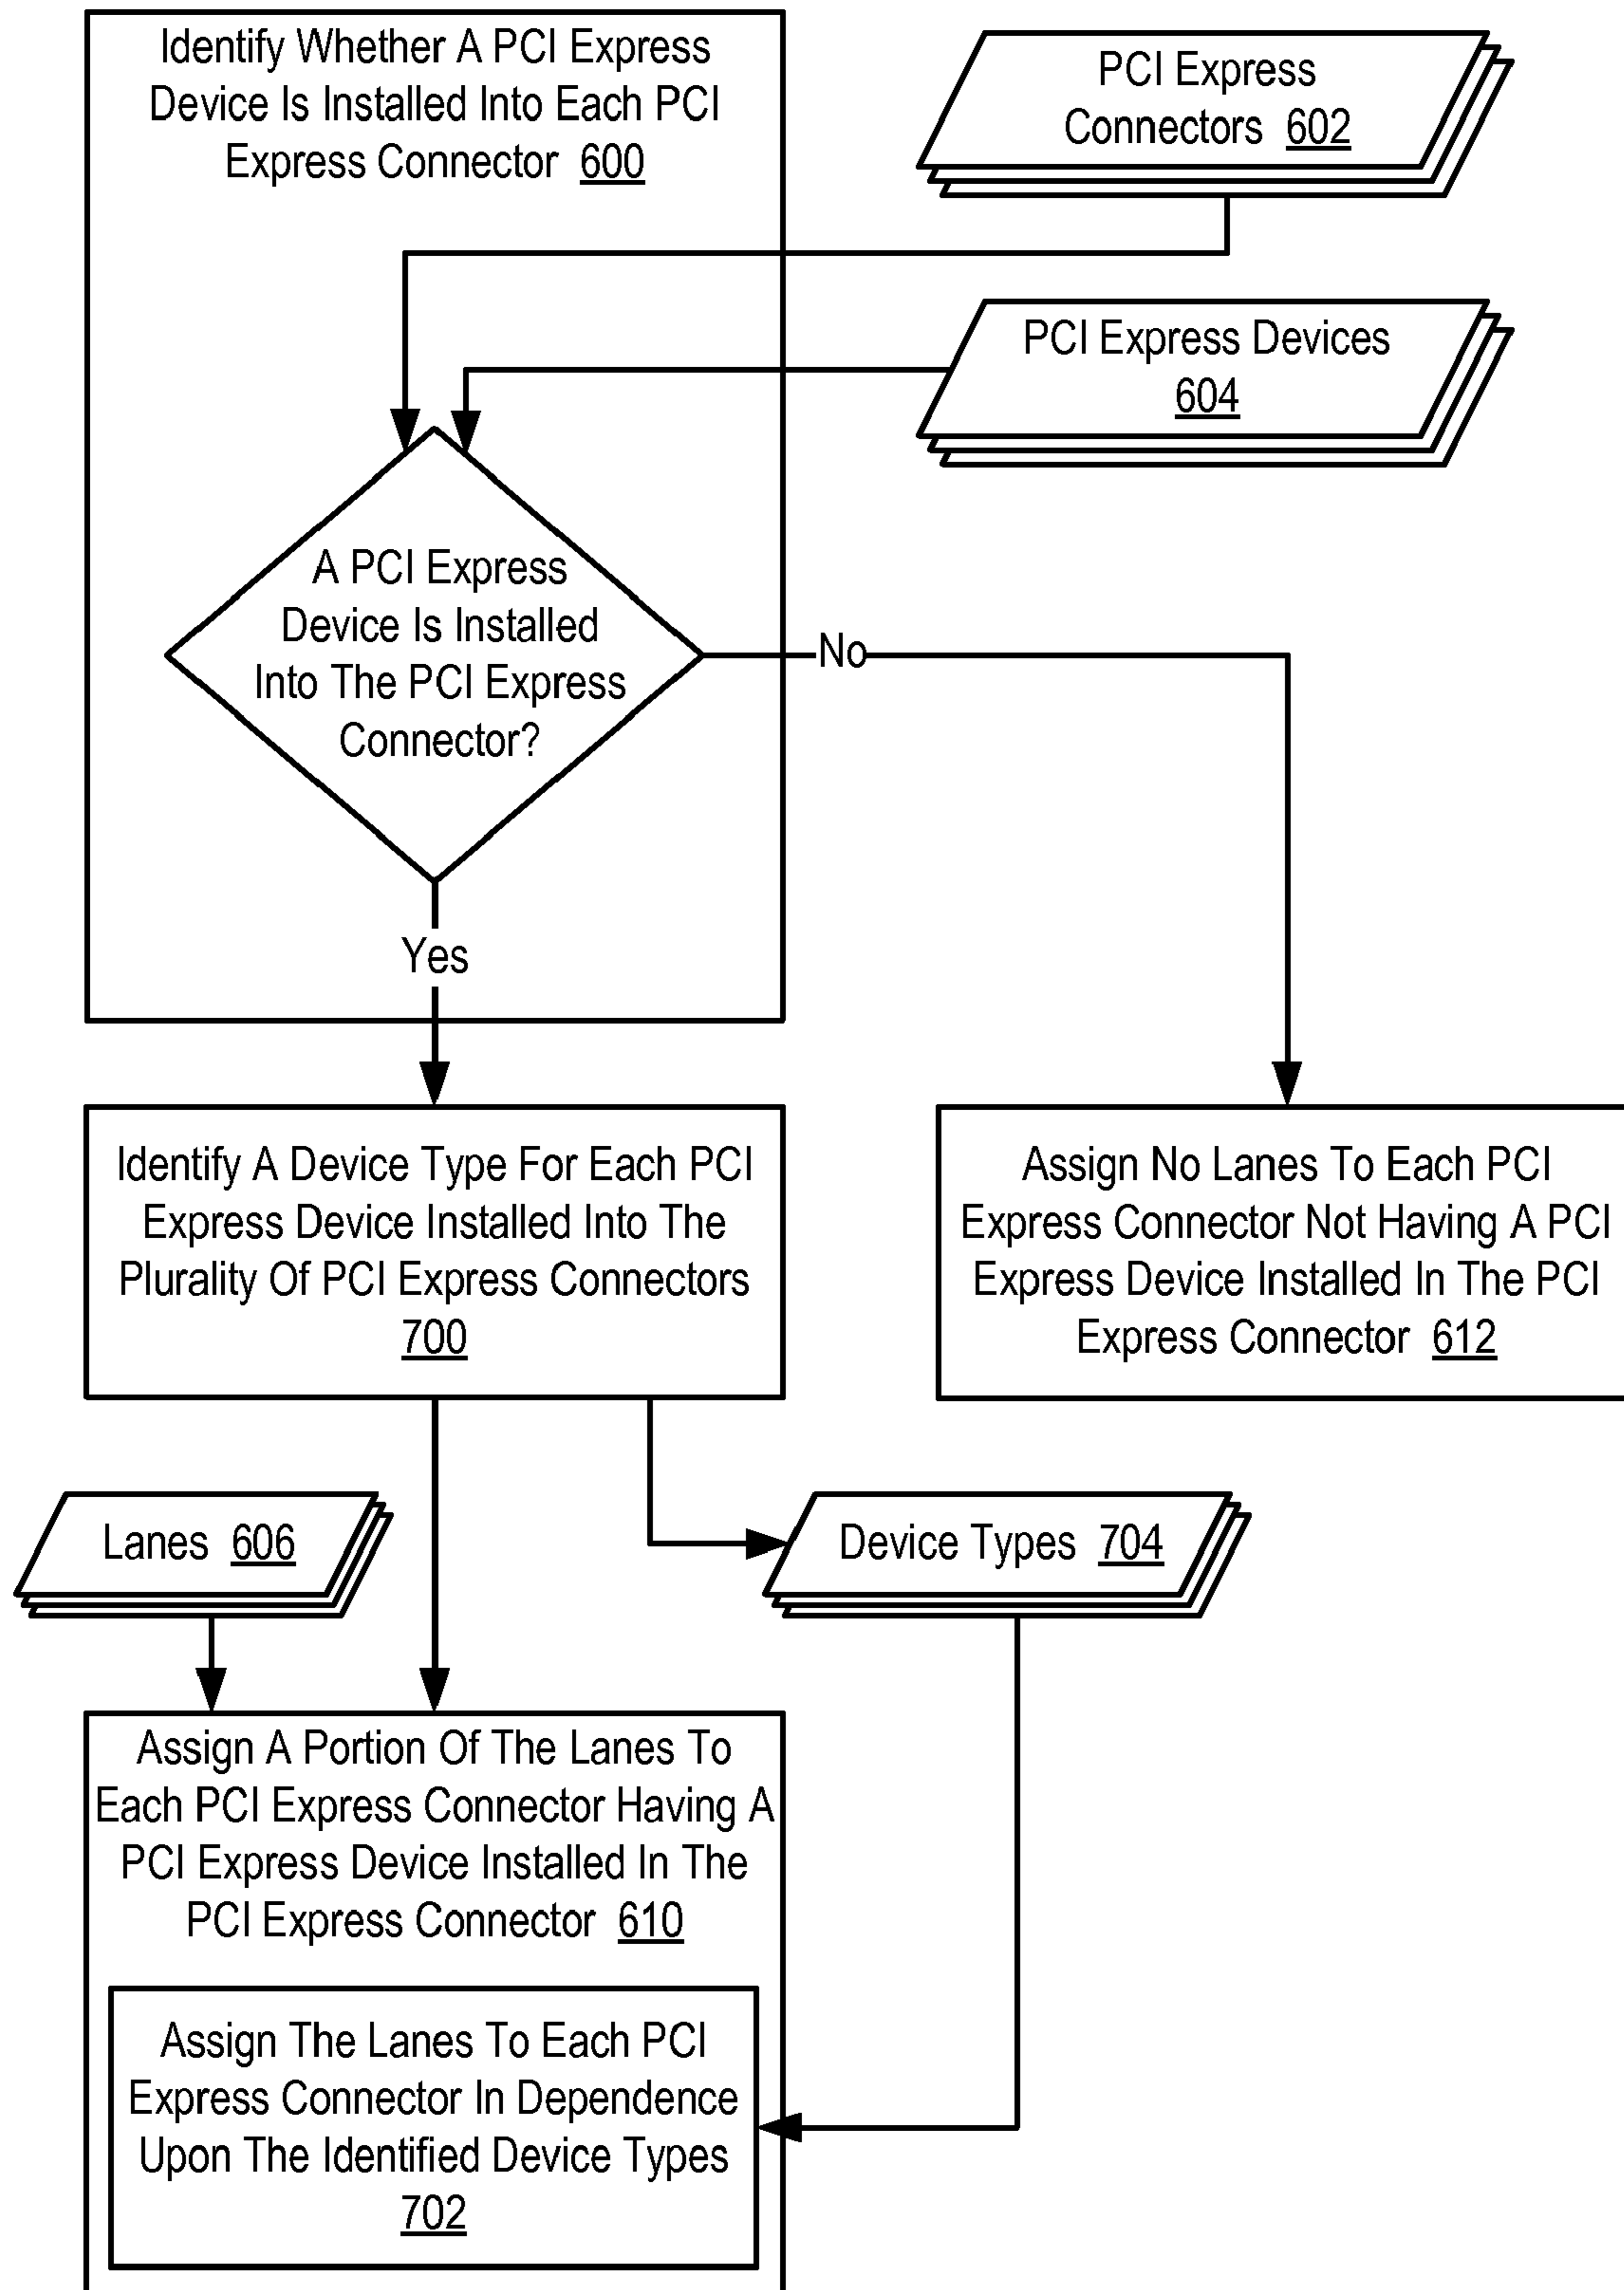 Identify Whether A PCI Express
Device Is Installed Into Each PCI
Express Connector 600
PCI Express
Connectors 602
PCI Express Devices
604
A PCI Express
Device Is Installed
Into The PCI Express
Connector?
No
Yes
Identify A Device Type For Each PCI
Express Device Installed Into The
Plurality Of PCI Express Connectors
700
Assign No Lanes To Each PCI
Express Connector Not Having A PCI
Express Device Installed In The PCI
Express Connector 612
Lanes 606
Device Types 704
Assign A Portion Of The Lanes To
Each PCI Express Connector Having A
PCI Express Device Installed In The
PCI Express Connector 610
Assign The Lanes To Each PCI
Express Connector In Dependence
Upon The Identified Device Types
702